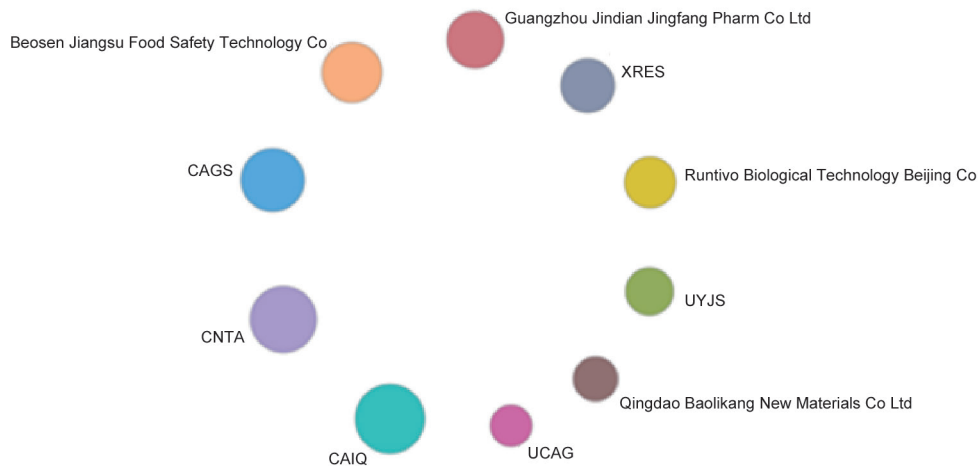 Guangzhou Jindian Jingfang Pharm Co Ltd
Beosen Jiangsu Food Safety Technology Co
XRES
CAGS
Runtivo Biological Technology Beijing Co
UYJS
CNTA
Qingdao Baolikang New Materials Co Ltd
UCAG
CAIQ